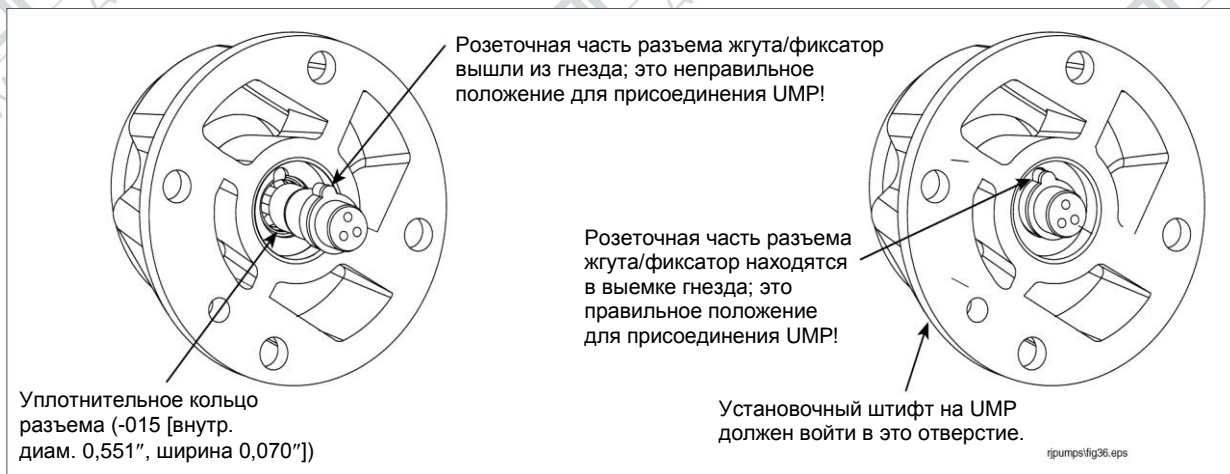 Розеточная часть разъема жгута/фиксатор
вышли из гнезда; это неправильное
положение для присоединения UMP!
Розеточная часть разъема
жгута/фиксатор находятся
в выемке гнезда; это
правильное положение
для присоединения UMP!
Уплотнительное кольцо
разъема (-015 [внутр.
диам. 0,551″, ширина 0,070″])
Установочный штифт на UMP
должен войти в это отверстие.
rjpumps\fig36.eps